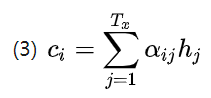 (3) $c_i = \sum_{j=1}^{T_x} \alpha_{ij} h_j$